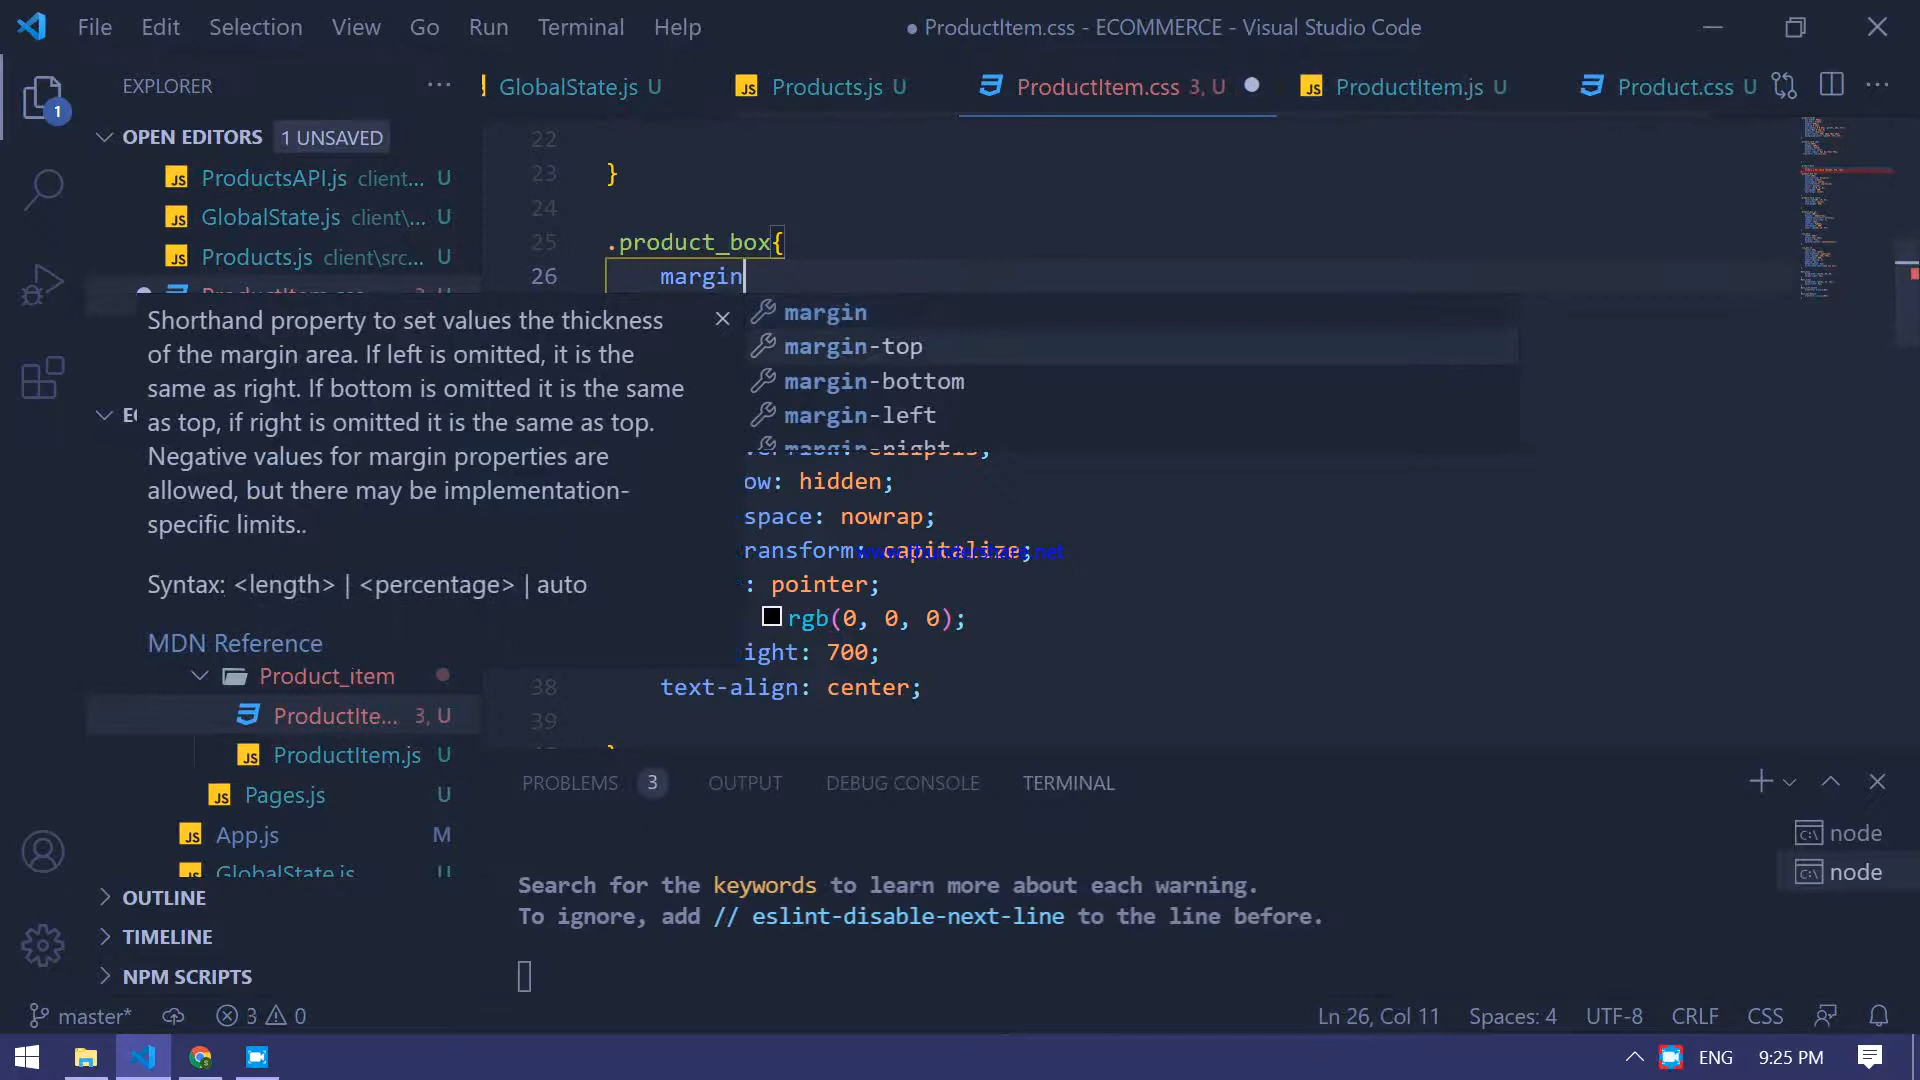 File Edit Selection View Go Run Terminal Help
● ProductItem.css - ECOMMERCE - Visual Studio Code
EXPLORER
GlobalState.js U
Products.js U
ProductItem.css 3, U
ProductItem.js U
Product.css U
1
OPEN EDITORS 1 UNSAVED
ProductsAPI.js client... U
GlobalState.js client\... U
Products.js client\src... U
22
23 }
24
25 .product_box{
26 margin
Shorthand property to set values the thickness
of the margin area. If left is omitted, it is the
same as right. If bottom is omitted it is the same
as top, if right is omitted it is the same as top.
Negative values for margin properties are
allowed, but there may be implementation-
specific limits..
Syntax: <length> | <percentage> | auto
MDN Reference
margin
margin-top
margin-bottom
margin-left
margin-right
ow: hidden;
space: nowrap;
ransform: capitalize;
: pointer;
rgb(0, 0, 0);
ight: 700;
38 text-align: center;
39
Product_item
ProductIte... 3, U
ProductItem.js U
Pages.js U
App.js M
GlobalState.js U
OUTLINE
TIMELINE
NPM SCRIPTS
PROBLEMS 3 OUTPUT DEBUG CONSOLE TERMINAL
node
node
Search for the keywords to learn more about each warning.
To ignore, add // eslint-disable-next-line to the line before.
master* 3 0
Ln 26, Col 11 Spaces: 4 UTF-8 CRLF CSS
ENG 9:25 PM